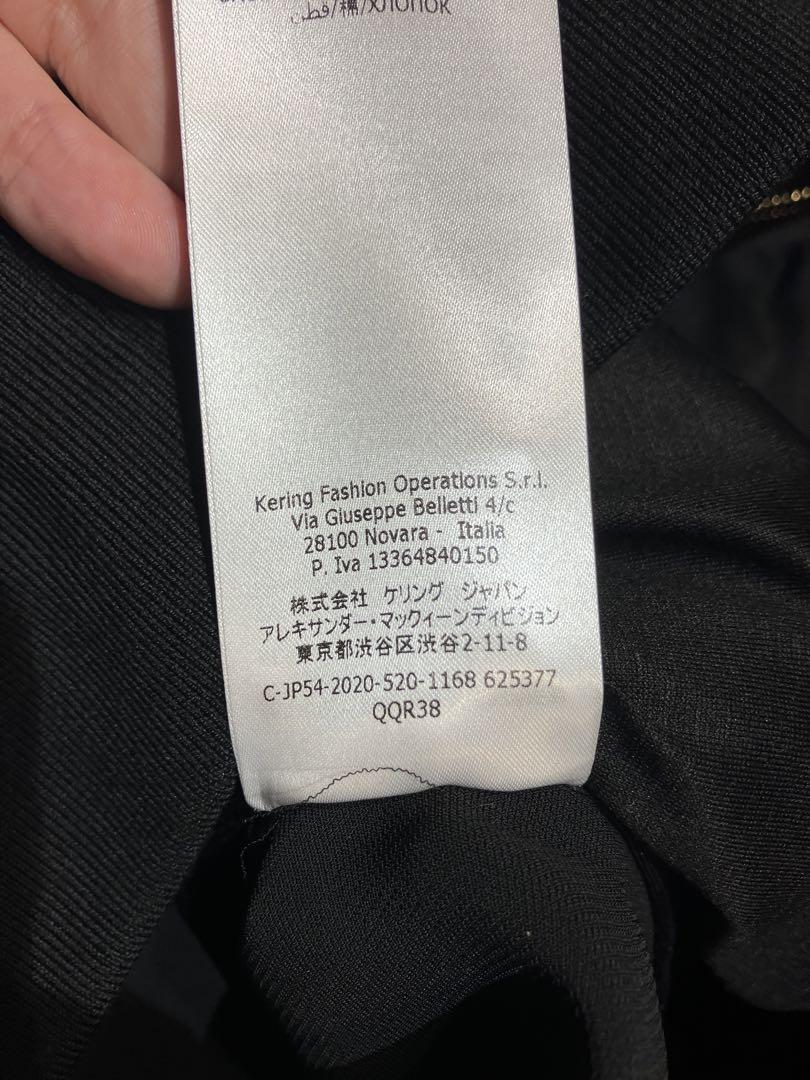 قطن/棉/ХЛОПОК
Kering Fashion Operations S.r.l.
Via Giuseppe Belletti 4/c
28100 Novara - Italia
P. Iva 13364840150
株式会社 ケリング ジャパン
アレキサンダー・マックィーンディビジョン
東京都渋谷区渋谷2-11-8
C-JP54-2020-520-1168 625377
QQR38